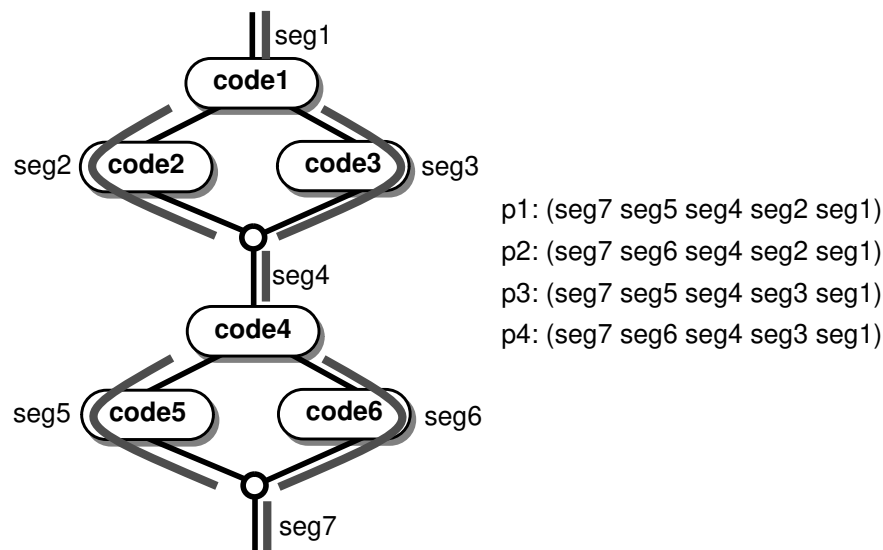 seg1
code1
seg2 code2 code3 seg3
seg4
code4
seg5 code5 code6 seg6
seg7
p1: (seg7 seg5 seg4 seg2 seg1)
p2: (seg7 seg6 seg4 seg2 seg1)
p3: (seg7 seg5 seg4 seg3 seg1)
p4: (seg7 seg6 seg4 seg3 seg1)